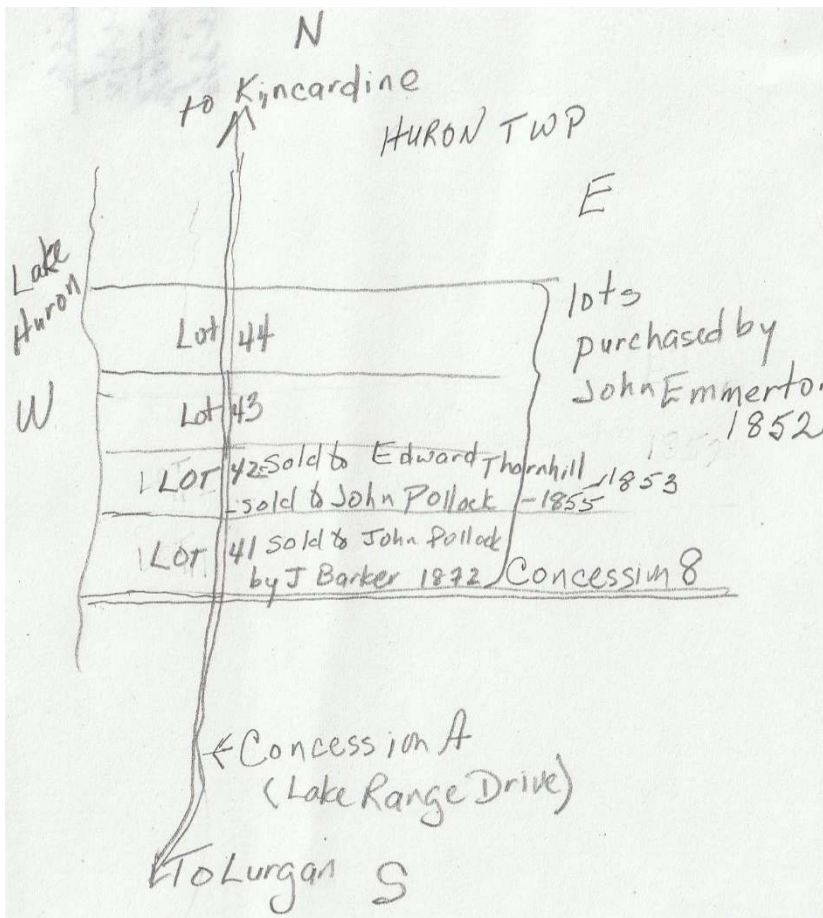 N
to Kincardine
HURON TWP
E
Lake
Huron
W
lots
purchased by
John Emmerton
1852
Lot 44
Lot 43
LOT 42-Sold to Edward Thornhill -1853
-sold to John Pollock -1855
LOT 41 Sold to John Pollock
by J Barker 1872
Concession 8
← Concession A
(Lake Range Drive)
To Lurgan
S